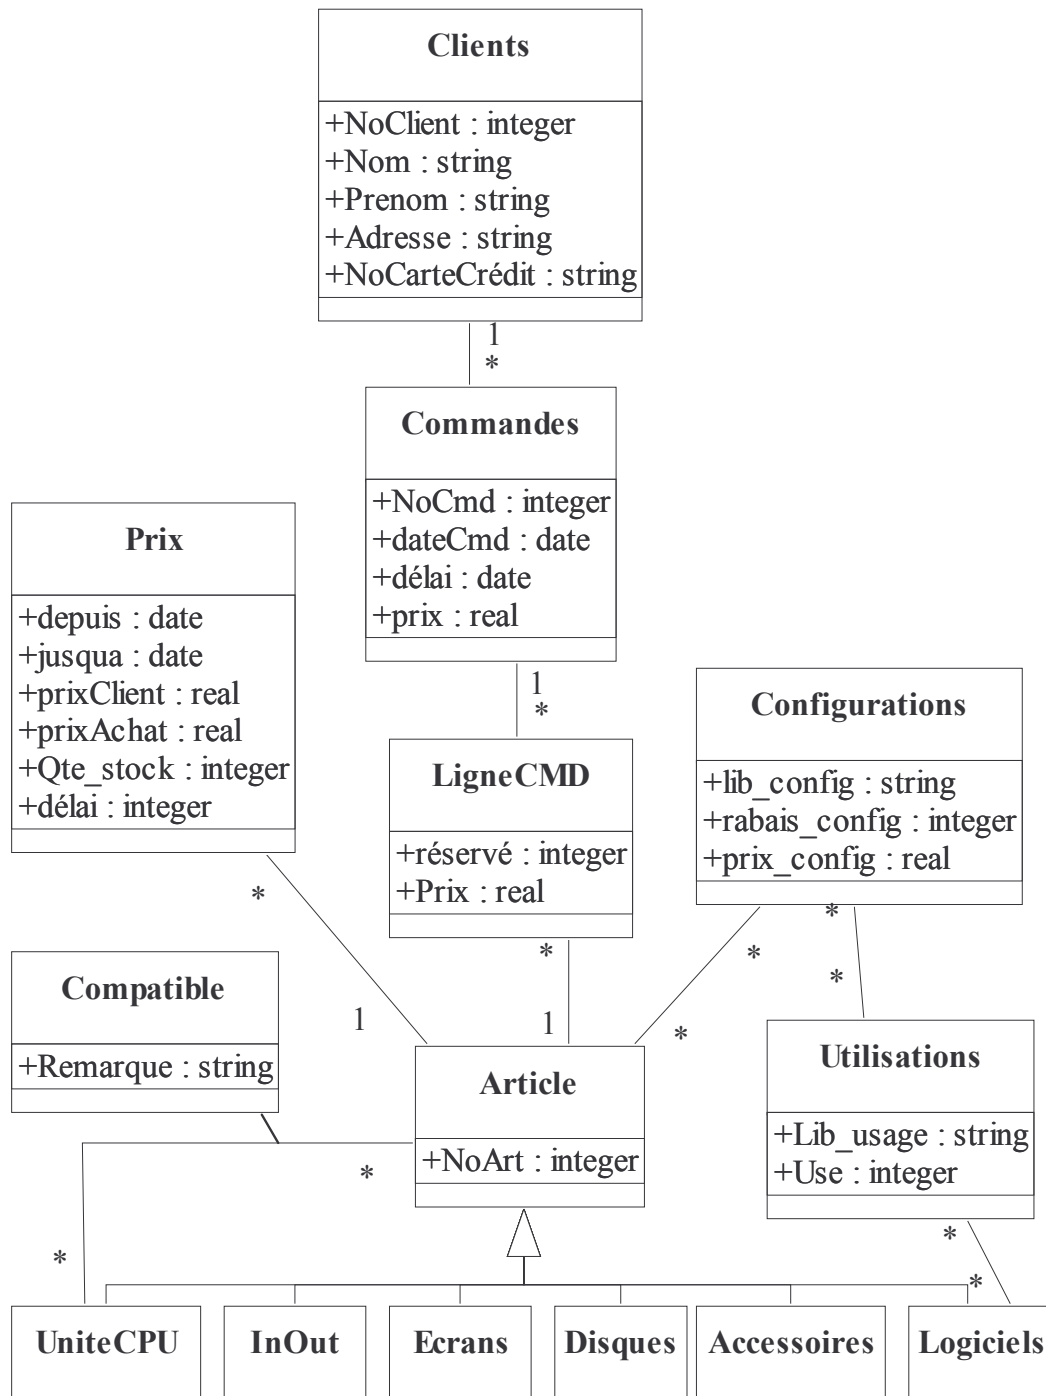 Clients
+NoClient : integer
+Nom : string
+Prenom : string
+Adresse : string
+NoCarteCrédit : string
1
*
Commandes
+NoCmd : integer
+dateCmd : date
+délai : date
+prix : real
1
*
Prix
+depuis : date
+jusqua : date
+prixClient : real
+prixAchat : real
+Qte_stock : integer
+délai : integer
*
1
LigneCMD
+réservé : integer
+Prix : real
*
1
Configurations
+lib_config : string
+rabais_config : integer
+prix_config : real
*
*
*
*
Compatible
+Remarque : string
*
*
Article
+NoArt : integer
Utilisations
+Lib_usage : string
+Use : integer
*
*
UniteCPU
InOut
Ecrans
Disques
Accessoires
Logiciels